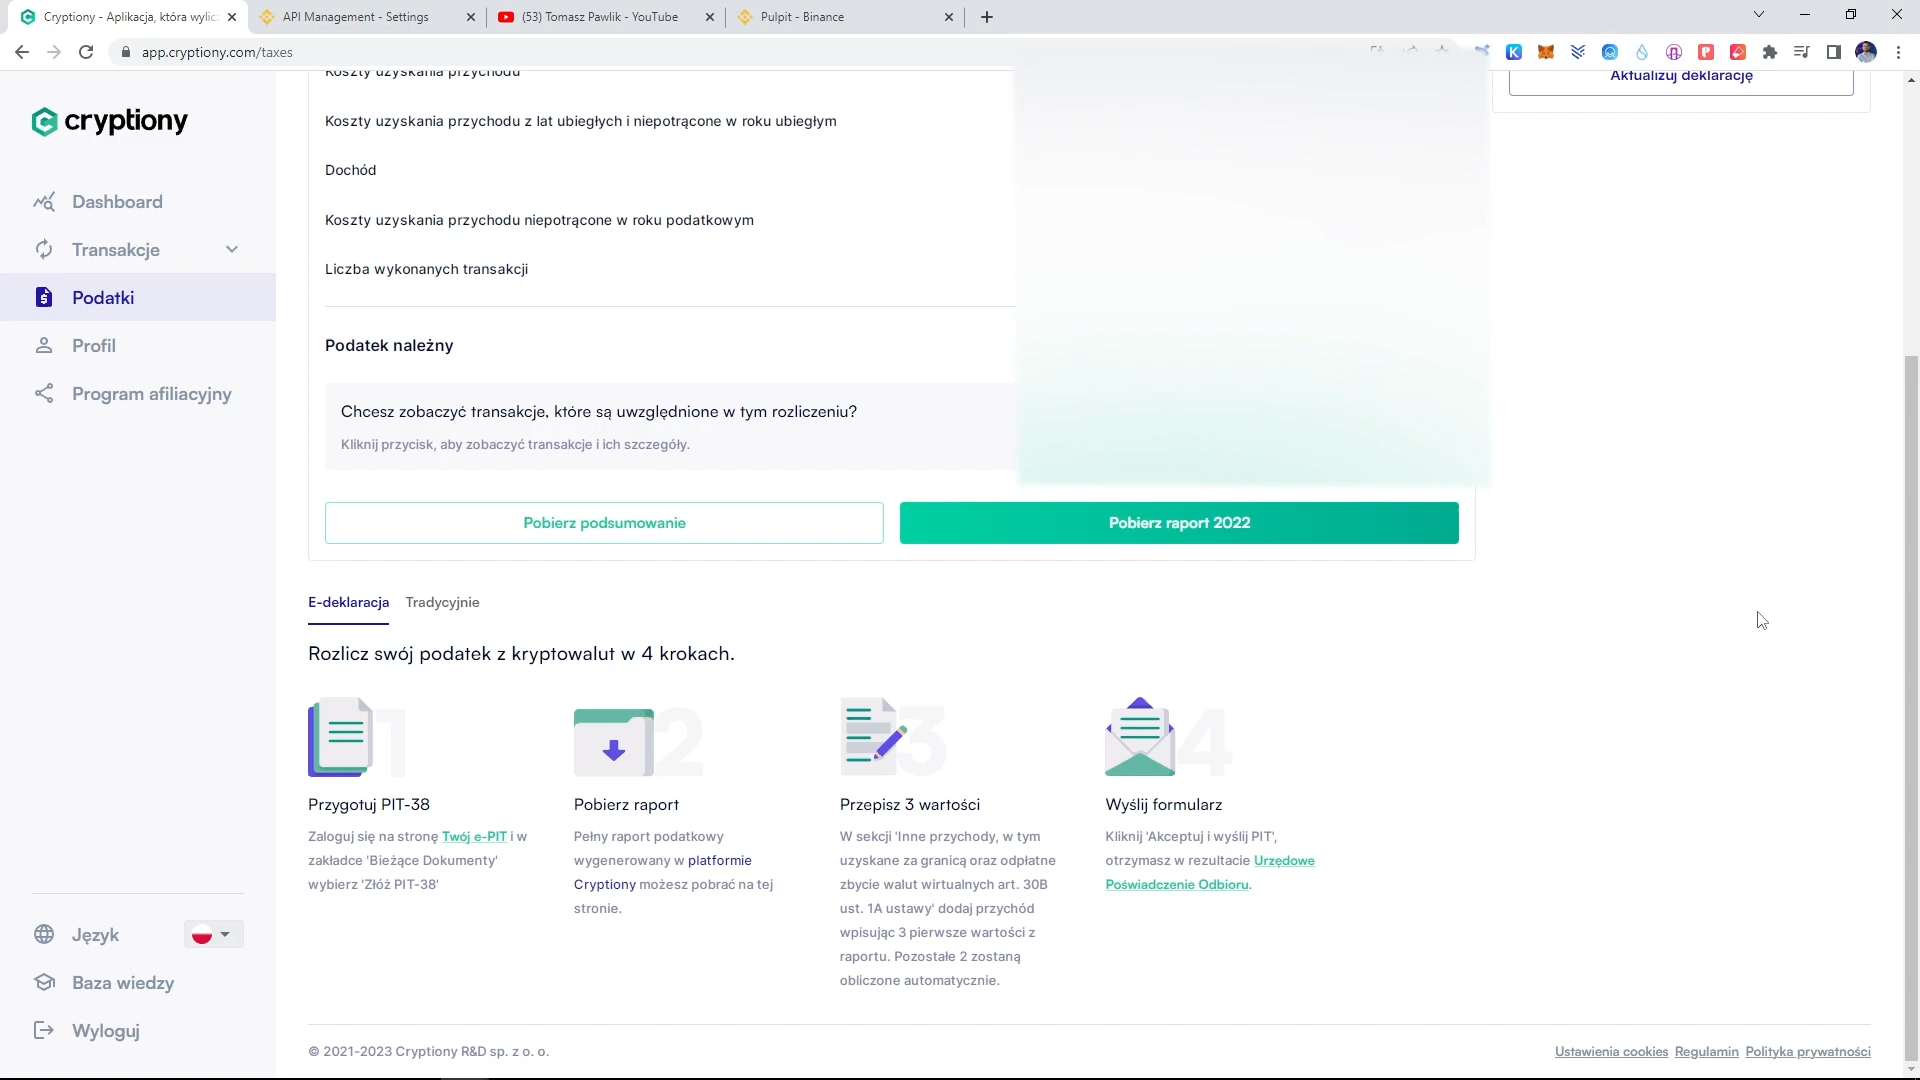 Cryptiony - Aplikacja, która wylic
API Management - Settings
(53) Tomasz Pawlik - YouTube
Pulpit - Binance
app.cryptiony.com/taxes
Koszty uzyskania przychodu
Aktualizuj deklarację
cryptiony
Koszty uzyskania przychodu z lat ubiegłych i niepotrącone w roku ubiegłym
Dochód
Dashboard
Koszty uzyskania przychodu niepotrącone w roku podatkowym
Transakcje
Liczba wykonanych transakcji
Podatki
Podatek należny
Profil
Program afiliacyjny
Chcesz zobaczyć transakcje, które są uwzględnione w tym rozliczeniu?
Kliknij przycisk, aby zobaczyć transakcje i ich szczegóły.
Pobierz podsumowanie
Pobierz raport 2022
E-deklaracja Tradycyjnie
Rozlicz swój podatek z kryptowalut w 4 krokach.
1
2
3
4
Przygotuj PIT-38
Zaloguj się na stronę Twój e-PIT i w
zakładce 'Bieżące Dokumenty'
wybierz 'Złóż PIT-38'
Pobierz raport
Pełny raport podatkowy
wygenerowany w platformie
Cryptiony możesz pobrać na tej
stronie.
Przepisz 3 wartości
W sekcji 'Inne przychody, w tym
uzyskane za granicą oraz odpłatne
zbycie walut wirtualnych art. 30B
ust. 1A ustawy' dodaj przychód
wpisując 3 pierwsze wartości z
raportu. Pozostałe 2 zostaną
obliczone automatycznie.
Wyślij formularz
Kliknij 'Akceptuj i wyślij PIT',
otrzymasz w rezultacie Urzędowe
Poświadczenie Odbioru.
Język
Baza wiedzy
Wyloguj
© 2021-2023 Cryptiony R&D sp. z o. o.
Ustawienia cookies Regulamin Polityka prywatności